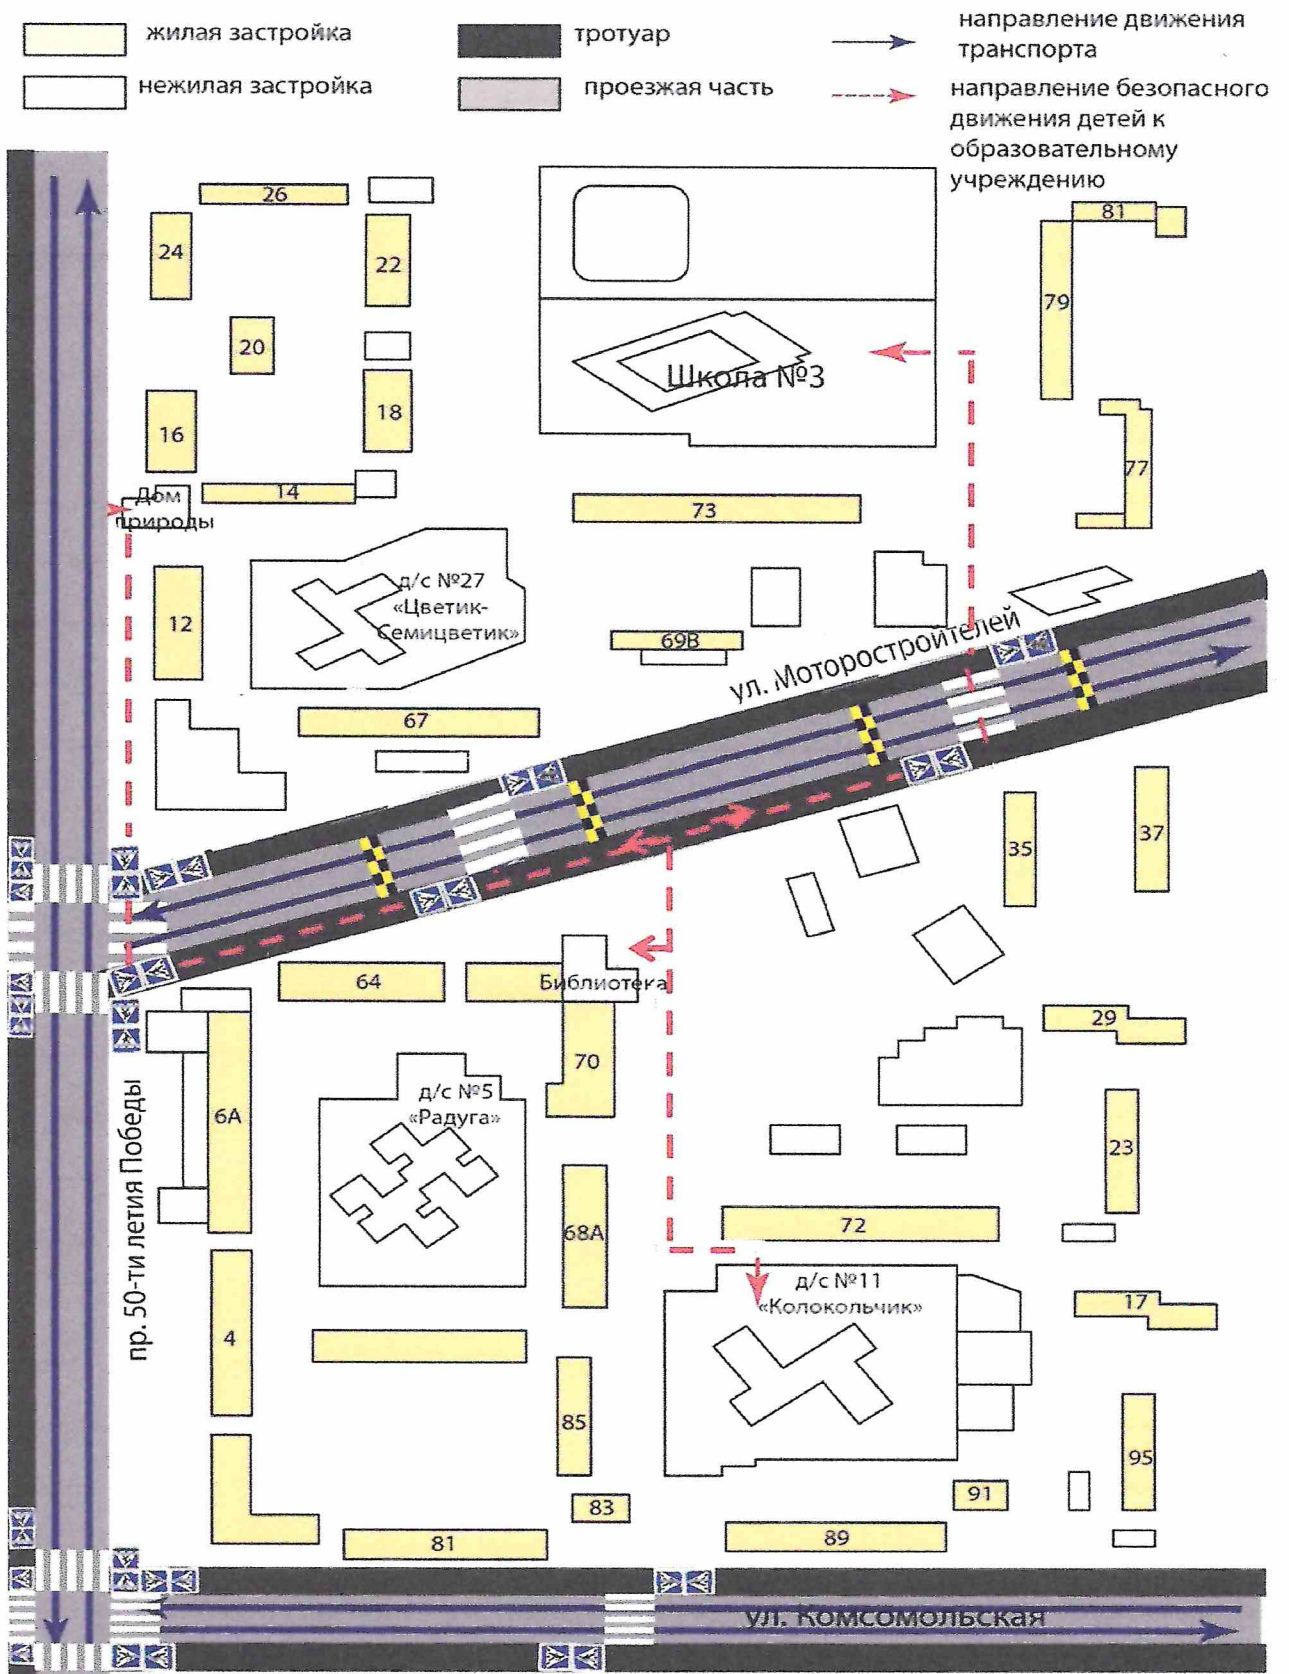 жилая застройка
нежилая застройка
тротуар
проезжая часть
направление движения
транспорта
направление безопасного
движения детей к
образовательному
учреждению
26
24
22
20
18
16
14
Дом
природы
12
д/с №27
«Цветик-
Семицветик»
67
Школа №3
73
69В
81
79
77
ул. Моторостроителей
35
37
64
Библиотека
70
29
6А
д/с №5
«Радуга»
23
68А
72
пр. 50-ти летия Победы
4
д/с №11
«Колокольчик»
17
85
83
81
95
91
89
ул. Комсомольская